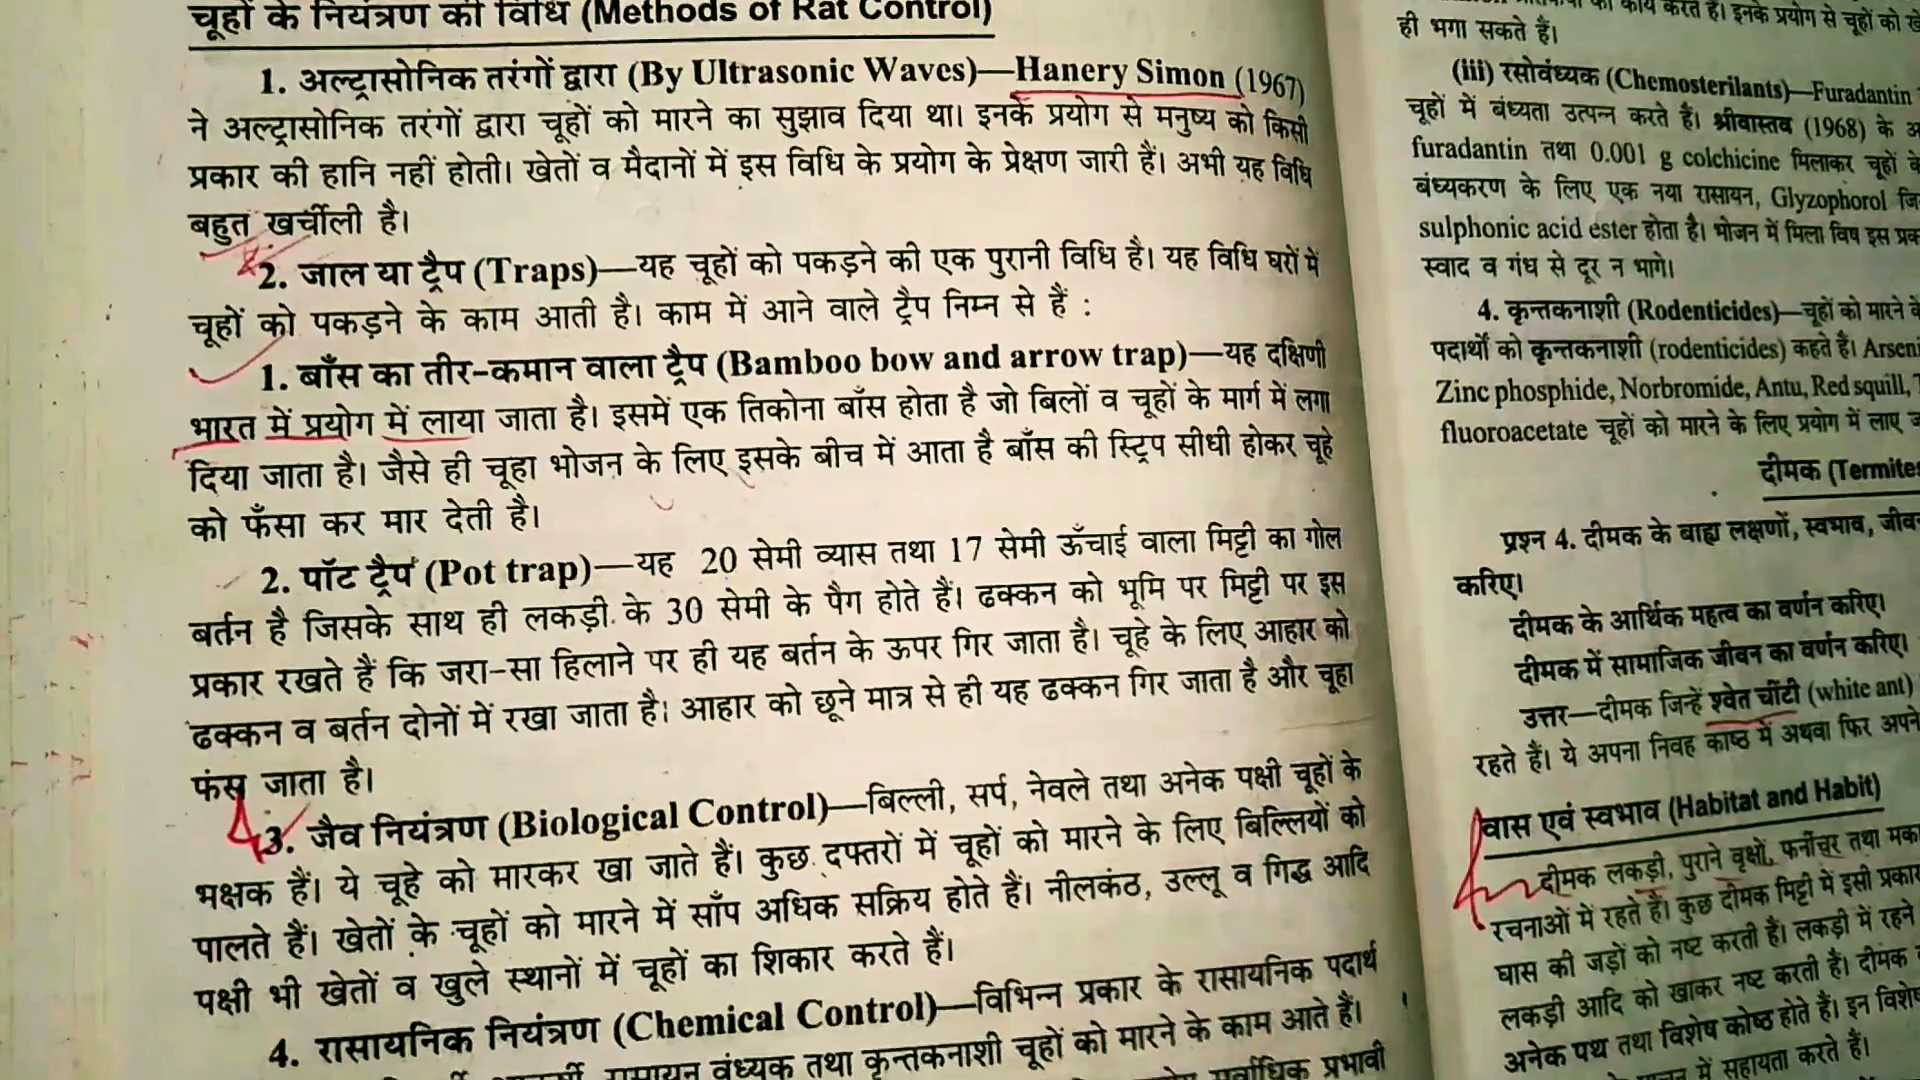 चूहों के नियंत्रण की विधि (Methods of Rat Control)
1. अल्ट्रासोनिक तरंगों द्वारा (By Ultrasonic Waves)—Hanery Simon (1967)
ने अल्ट्रासोनिक तरंगों द्वारा चूहों को मारने का सुझाव दिया था। इनके प्रयोग से मनुष्य को किसी
प्रकार की हानि नहीं होती। खेतों व मैदानों में इस विधि के प्रयोग के प्रेक्षण जारी हैं। अभी यह विधि
बहुत खर्चीली है।
2. जाल या ट्रैप (Traps)—यह चूहों को पकड़ने की एक पुरानी विधि है। यह विधि घरों में
चूहों को पकड़ने के काम आती है। काम में आने वाले ट्रैप निम्न से हैं :
1. बाँस का तीर-कमान वाला ट्रैप (Bamboo bow and arrow trap)—यह दक्षिणी
भारत में प्रयोग में लाया जाता है। इसमें एक तिकोना बाँस होता है जो बिलों व चूहों के मार्ग में लगा
दिया जाता है। जैसे ही चूहा भोजन के लिए इसके बीच में आता है बाँस की स्ट्रिप सीधी होकर चूहे
को फँसा कर मार देती है।
2. पॉट ट्रैप (Pot trap)—यह 20 सेमी व्यास तथा 17 सेमी ऊँचाई वाला मिट्टी का गोल
बर्तन है जिसके साथ ही लकड़ी के 30 सेमी के पैग होते हैं। ढक्कन को भूमि पर मिट्टी पर इस
प्रकार रखते हैं कि जरा-सा हिलाने पर ही यह बर्तन के ऊपर गिर जाता है। चूहे के लिए आहार को
ढक्कन व बर्तन दोनों में रखा जाता है। आहार को छूने मात्र से ही यह ढक्कन गिर जाता है और चूहा
फंस जाता है।
3. जैव नियंत्रण (Biological Control)—बिल्ली, सर्प, नेवले तथा अनेक पक्षी चूहों के
भक्षक हैं। ये चूहे को मारकर खा जाते हैं। कुछ दफ्तरों में चूहों को मारने के लिए बिल्लियों को
पालते हैं। खेतों के चूहों को मारने में साँप अधिक सक्रिय होते हैं। नीलकंठ, उल्लू व गिद्ध आदि
पक्षी भी खेतों व खुले स्थानों में चूहों का शिकार करते हैं।
4. रासायनिक नियंत्रण (Chemical Control)—विभिन्न प्रकार के रासायनिक पदार्थ
वंध्यक तथा कृन्तकनाशी चूहों को मारने के काम आते हैं।
सर्वाधिक प्रभावी
का कार्य करते हैं। इनके प्रयोग से चूहों को
ही भगा सकते हैं।
(iii) रसोवंध्यक (Chemosterilants)—Furadantin
चूहों में बंध्यता उत्पन्न करते हैं। श्रीवास्तव (1968) के
furadantin तथा 0.001 g colchicine मिलाकर चूहों
बंध्यकरण के लिए एक नया रासायन, Glyzophorol
sulphonic acid ester होता है। भोजन में मिला विष इस
स्वाद व गंध से दूर न भागे।
4. कृन्तकनाशी (Rodenticides)—चूहों को मारने
पदार्थों को कृन्तकनाशी (rodenticides) कहते हैं।
Zinc phosphide, Norbromide, Antu, Red squill,
fluoroacetate चूहों को मारने के लिए प्रयोग में लाए
दीमक (Termites
प्रश्न 4. दीमक के बाह्य लक्षणों, स्वभाव,
करिए।
दीमक के आर्थिक महत्व का वर्णन करिए।
दीमक में सामाजिक जीवन का वर्णन करिए।
उत्तर—दीमक जिन्हें श्वेत चींटी (white ant)
रहते हैं। ये अपना निवह काष्ठ में अथवा फिर अपने
वास एवं स्वभाव (Habitat and Habit)
दीमक लकड़ी, पुराने वृक्षों, फर्नीचर तथा
रचनाओं में रहते हैं। कुछ दीमक मिट्टी में इसी प्रकार
घास की जड़ों को नष्ट करती हैं। लकड़ी में रहने
लकड़ी आदि को खाकर नष्ट करती हैं। दीमक
अनेक पथ तथा विशेष कोष्ठ होते हैं। इन
में सहायता करते हैं।